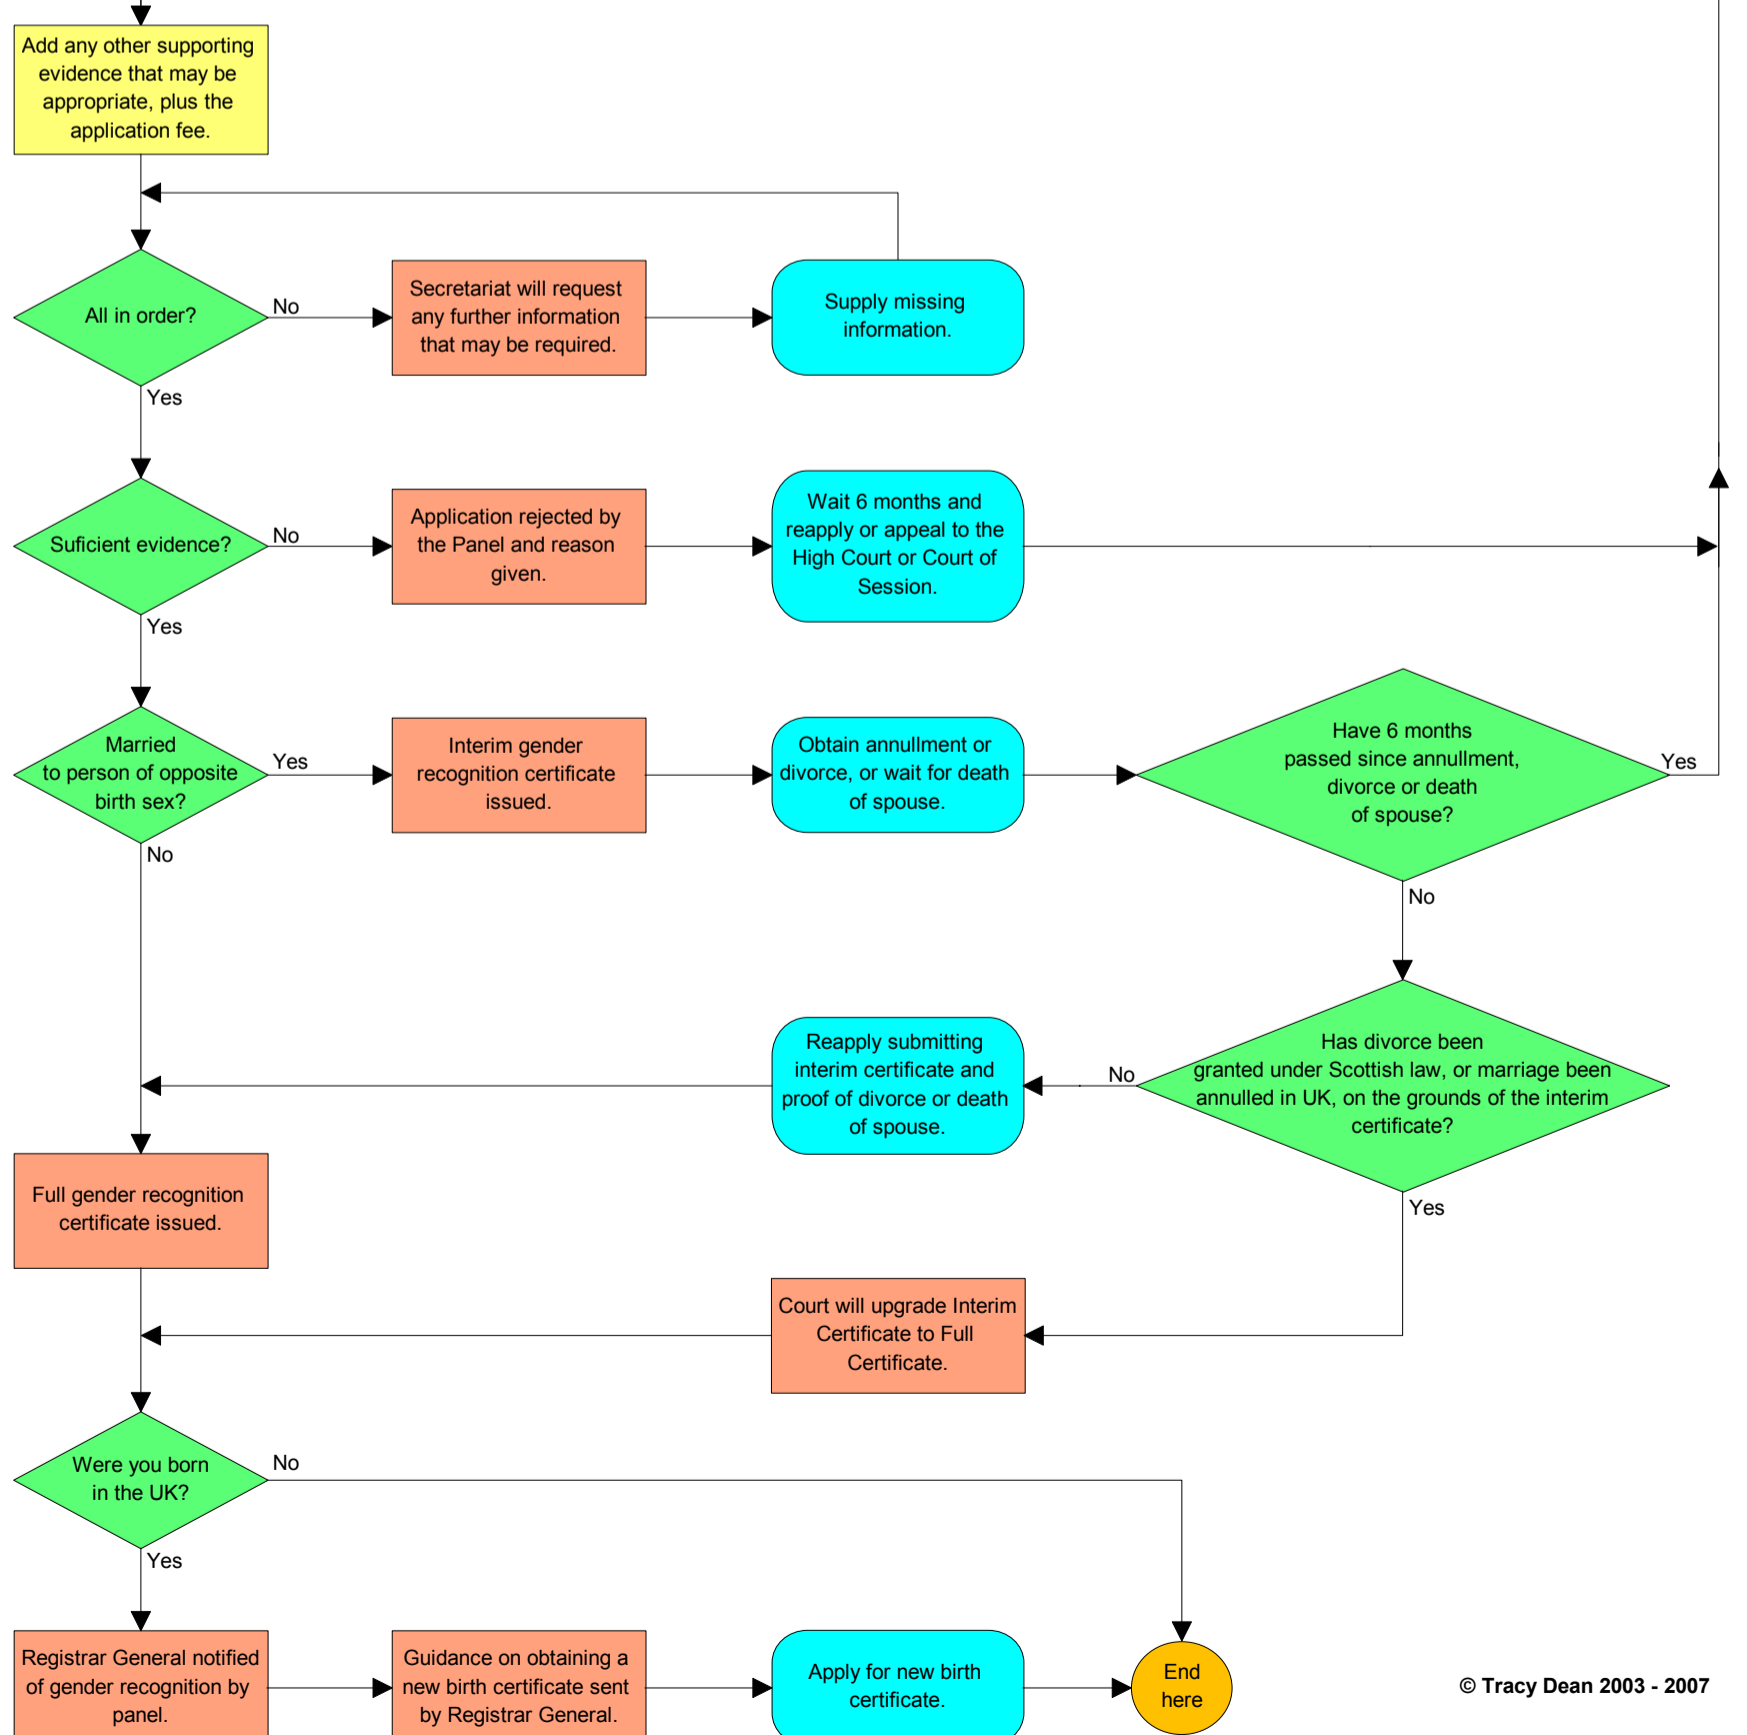 Add any other supporting
evidence that may be
appropriate, plus the
application fee.
All in order?
No
Secretariat will request
any further information
that may be required.
Supply missing
information.
Yes
Suficient evidence?
No
Application rejected by
the Panel and reason
given.
Wait 6 months and
reapply or appeal to the
High Court or Court of
Session.
Yes
Married
to person of opposite
birth sex?
Yes
Interim gender
recognition certificate
issued.
Obtain annullment or
divorce, or wait for death
of spouse.
Have 6 months
passed since annullment,
divorce or death
of spouse?
Yes
No
No
Has divorce been
granted under Scottish law, or marriage been
annulled in UK, on the grounds of the interim
certificate?
No
Reapply submitting
interim certificate and
proof of divorce or death
of spouse.
Yes
Full gender recognition
certificate issued.
Court will upgrade Interim
Certificate to Full
Certificate.
Were you born
in the UK?
No
Yes
Registrar General notified
of gender recognition by
panel.
Guidance on obtaining a
new birth certificate sent
by Registrar General.
Apply for new birth
certificate.
End
here
© Tracy Dean 2003 - 2007